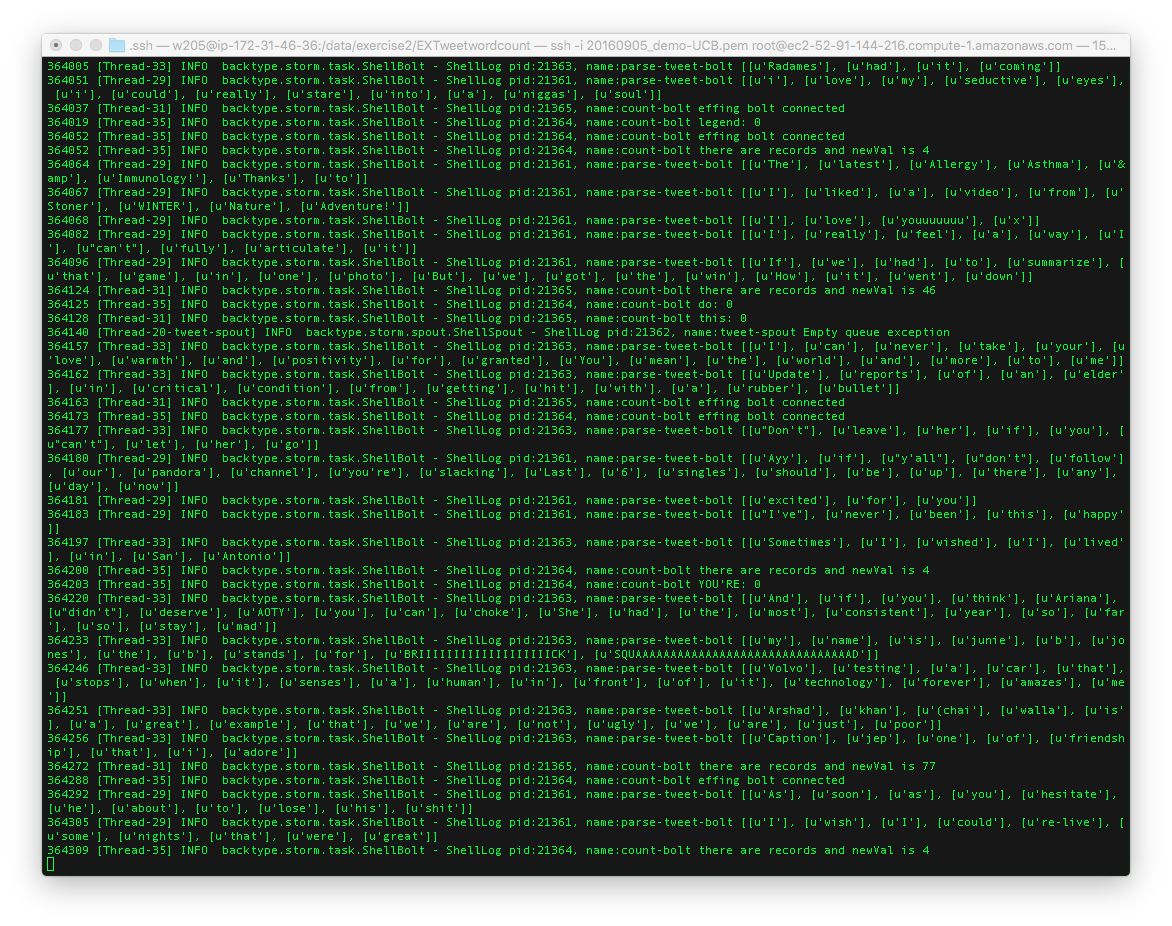 .ssh — w205@ip-172-31-46-36:/data/exercise2/EXTweetwordcount — ssh -i 20160905_demo-UCB.pem root@ec2-52-91-144-216.compute-1.amazonaws.com — 15...
364005 [Thread-33] INFO  backtype.storm.task.ShellBolt - ShellLog pid:21363, name:parse-tweet-bolt [[u'Radames'], [u'had'], [u'it'], [u'coming']]
364051 [Thread-29] INFO  backtype.storm.task.ShellBolt - ShellLog pid:21361, name:parse-tweet-bolt [[u'i'], [u'love'], [u'my'], [u'seductive'], [u'eyes'],
 [u'i'], [u'could'], [u'really'], [u'stare'], [u'into'], [u'a'], [u'niggas'], [u'soul']]
364037 [Thread-31] INFO  backtype.storm.task.ShellBolt - ShellLog pid:21365, name:count-bolt effing bolt connected
364019 [Thread-35] INFO  backtype.storm.task.ShellBolt - ShellLog pid:21364, name:count-bolt legend: 0
364052 [Thread-35] INFO  backtype.storm.task.ShellBolt - ShellLog pid:21364, name:count-bolt effing bolt connected
364052 [Thread-35] INFO  backtype.storm.task.ShellBolt - ShellLog pid:21364, name:count-bolt there are records and newVal is 4
364064 [Thread-29] INFO  backtype.storm.task.ShellBolt - ShellLog pid:21361, name:parse-tweet-bolt [[u'The'], [u'latest'], [u'Allergy'], [u'Asthma'], [u'&
amp'], [u'Immunology!'], [u'Thanks'], [u'to']]
364067 [Thread-29] INFO  backtype.storm.task.ShellBolt - ShellLog pid:21361, name:parse-tweet-bolt [[u'I'], [u'liked'], [u'a'], [u'video'], [u'from'], [u'
Stoner'], [u'WINTER'], [u'Nature'], [u'Adventure!']]
364068 [Thread-29] INFO  backtype.storm.task.ShellBolt - ShellLog pid:21361, name:parse-tweet-bolt [[u'I'], [u'love'], [u'youuuuuuu'], [u'x']]
364082 [Thread-29] INFO  backtype.storm.task.ShellBolt - ShellLog pid:21361, name:parse-tweet-bolt [[u'I'], [u'really'], [u'feel'], [u'a'], [u'way'], [u'I
'], [u"can't"], [u'fully'], [u'articulate'], [u'it']]
364096 [Thread-29] INFO  backtype.storm.task.ShellBolt - ShellLog pid:21361, name:parse-tweet-bolt [[u'If'], [u'we'], [u'had'], [u'to'], [u'summarize'], [
u'that'], [u'game'], [u'in'], [u'one'], [u'photo'], [u'But'], [u'we'], [u'got'], [u'the'], [u'win'], [u'How'], [u'it'], [u'went'], [u'down']]
364124 [Thread-31] INFO  backtype.storm.task.ShellBolt - ShellLog pid:21365, name:count-bolt there are records and newVal is 46
364125 [Thread-35] INFO  backtype.storm.task.ShellBolt - ShellLog pid:21364, name:count-bolt do: 0
364128 [Thread-31] INFO  backtype.storm.task.ShellBolt - ShellLog pid:21365, name:count-bolt this: 0
364140 [Thread-20-tweet-spout] INFO  backtype.storm.spout.ShellSpout - ShellLog pid:21362, name:tweet-spout Empty queue exception
364157 [Thread-33] INFO  backtype.storm.task.ShellBolt - ShellLog pid:21363, name:parse-tweet-bolt [[u'I'], [u'can'], [u'never'], [u'take'], [u'your'], [u
'love'], [u'warmth'], [u'and'], [u'positivity'], [u'for'], [u'granted'], [u'You'], [u'mean'], [u'the'], [u'world'], [u'and'], [u'more'], [u'to'], [u'me']]
364162 [Thread-33] INFO  backtype.storm.task.ShellBolt - ShellLog pid:21363, name:parse-tweet-bolt [[u'Update'], [u'reports'], [u'of'], [u'an'], [u'elder'
], [u'in'], [u'critical'], [u'condition'], [u'from'], [u'getting'], [u'hit'], [u'with'], [u'a'], [u'rubber'], [u'bullet']]
364163 [Thread-31] INFO  backtype.storm.task.ShellBolt - ShellLog pid:21365, name:count-bolt effing bolt connected
364173 [Thread-35] INFO  backtype.storm.task.ShellBolt - ShellLog pid:21364, name:count-bolt effing bolt connected
364177 [Thread-33] INFO  backtype.storm.task.ShellBolt - ShellLog pid:21363, name:parse-tweet-bolt [[u"Don't"], [u'leave'], [u'her'], [u'if'], [u'you'], [
u"can't"], [u'let'], [u'her'], [u'go']]
364180 [Thread-29] INFO  backtype.storm.task.ShellBolt - ShellLog pid:21361, name:parse-tweet-bolt [[u'Ayy'], [u'if'], [u"y'all"], [u"don't"], [u'follow']
, [u'our'], [u'pandora'], [u'channel'], [u"you're"], [u'slacking'], [u'Last'], [u'6'], [u'singles'], [u'should'], [u'be'], [u'up'], [u'there'], [u'any'],
[u'day'], [u'now']]
364181 [Thread-29] INFO  backtype.storm.task.ShellBolt - ShellLog pid:21361, name:parse-tweet-bolt [[u'excited'], [u'for'], [u'you']]
364183 [Thread-29] INFO  backtype.storm.task.ShellBolt - ShellLog pid:21361, name:parse-tweet-bolt [[u"I've"], [u'never'], [u'been'], [u'this'], [u'happy'
]]
364197 [Thread-33] INFO  backtype.storm.task.ShellBolt - ShellLog pid:21363, name:parse-tweet-bolt [[u'Sometimes'], [u'I'], [u'wished'], [u'I'], [u'lived'
], [u'in'], [u'San'], [u'Antonio']]
364200 [Thread-35] INFO  backtype.storm.task.ShellBolt - ShellLog pid:21364, name:count-bolt there are records and newVal is 4
364203 [Thread-35] INFO  backtype.storm.task.ShellBolt - ShellLog pid:21364, name:count-bolt YOU'RE: 0
364220 [Thread-33] INFO  backtype.storm.task.ShellBolt - ShellLog pid:21363, name:parse-tweet-bolt [[u'And'], [u'if'], [u'you'], [u'think'], [u'Ariana'],
[u"didn't"], [u'deserve'], [u'AOTY'], [u'you'], [u'can'], [u'choke'], [u'She'], [u'had'], [u'the'], [u'most'], [u'consistent'], [u'year'], [u'so'], [u'far
'], [u'so'], [u'stay'], [u'mad']]
364233 [Thread-33] INFO  backtype.storm.task.ShellBolt - ShellLog pid:21363, name:parse-tweet-bolt [[u'my'], [u'name'], [u'is'], [u'junie'], [u'b'], [u'jo
nes'], [u'the'], [u'b'], [u'stands'], [u'for'], [u'BRIIIIIIIIIIIIIIIIIIICK'], [u'SQUAAAAAAAAAAAAAAAAAAAAAAAAAAAAAAAD']]
364246 [Thread-33] INFO  backtype.storm.task.ShellBolt - ShellLog pid:21363, name:parse-tweet-bolt [[u'Volvo'], [u'testing'], [u'a'], [u'car'], [u'that'],
 [u'stops'], [u'when'], [u'it'], [u'senses'], [u'a'], [u'human'], [u'in'], [u'front'], [u'of'], [u'it'], [u'technology'], [u'forever'], [u'amazes'], [u'me
']]
364251 [Thread-33] INFO  backtype.storm.task.ShellBolt - ShellLog pid:21363, name:parse-tweet-bolt [[u'Arshad'], [u'khan'], [u'(chai'], [u'walla'], [u'is'
], [u'a'], [u'great'], [u'example'], [u'that'], [u'we'], [u'are'], [u'not'], [u'ugly'], [u'we'], [u'are'], [u'just'], [u'poor']]
364256 [Thread-33] INFO  backtype.storm.task.ShellBolt - ShellLog pid:21363, name:parse-tweet-bolt [[u'Caption'], [u'jep'], [u'one'], [u'of'], [u'friendsh
ip'], [u'that'], [u'i'], [u'adore']]
364272 [Thread-31] INFO  backtype.storm.task.ShellBolt - ShellLog pid:21365, name:count-bolt there are records and newVal is 77
364288 [Thread-35] INFO  backtype.storm.task.ShellBolt - ShellLog pid:21364, name:count-bolt effing bolt connected
364292 [Thread-29] INFO  backtype.storm.task.ShellBolt - ShellLog pid:21361, name:parse-tweet-bolt [[u'As'], [u'soon'], [u'as'], [u'you'], [u'hesitate'],
[u'he'], [u'about'], [u'to'], [u'lose'], [u'his'], [u'shit']]
364305 [Thread-29] INFO  backtype.storm.task.ShellBolt - ShellLog pid:21361, name:parse-tweet-bolt [[u'I'], [u'wish'], [u'I'], [u'could'], [u're-live'], [
u'some'], [u'nights'], [u'that'], [u'were'], [u'great']]
364309 [Thread-35] INFO  backtype.storm.task.ShellBolt - ShellLog pid:21364, name:count-bolt there are records and newVal is 4